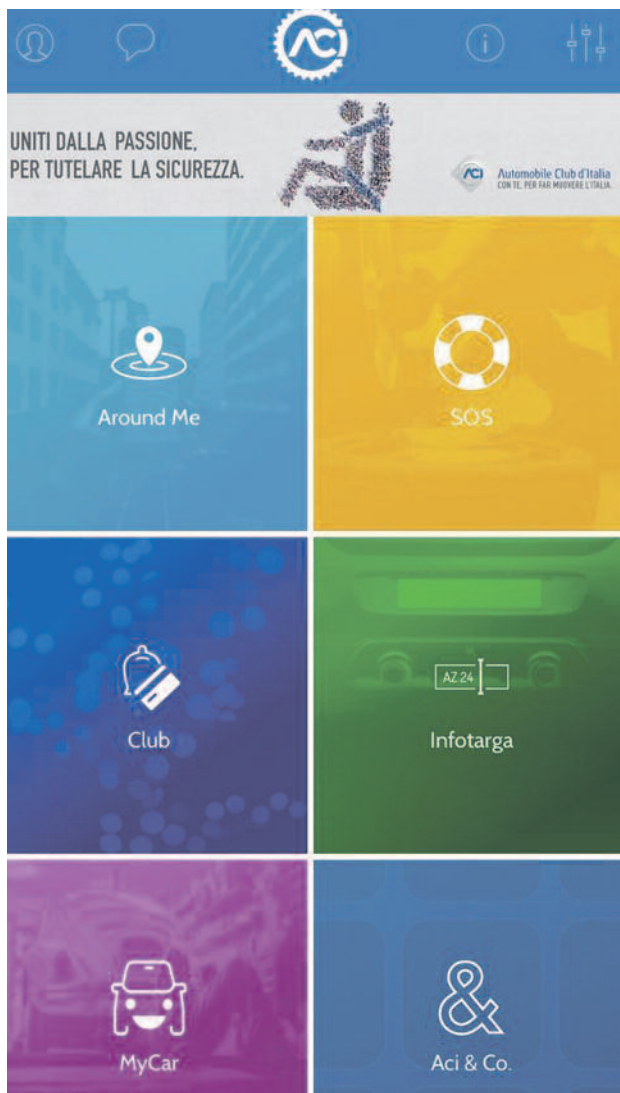 ACI
UNITI DALLA PASSIONE,
PER TUTELARE LA SICUREZZA.
ACI
Automobile Club d'Italia
CON TE, PER FAR MUOVERE L'ITALIA.
Around Me
SOS
Club
AZ 24
Infotarga
MyCar
&
Aci & Co.